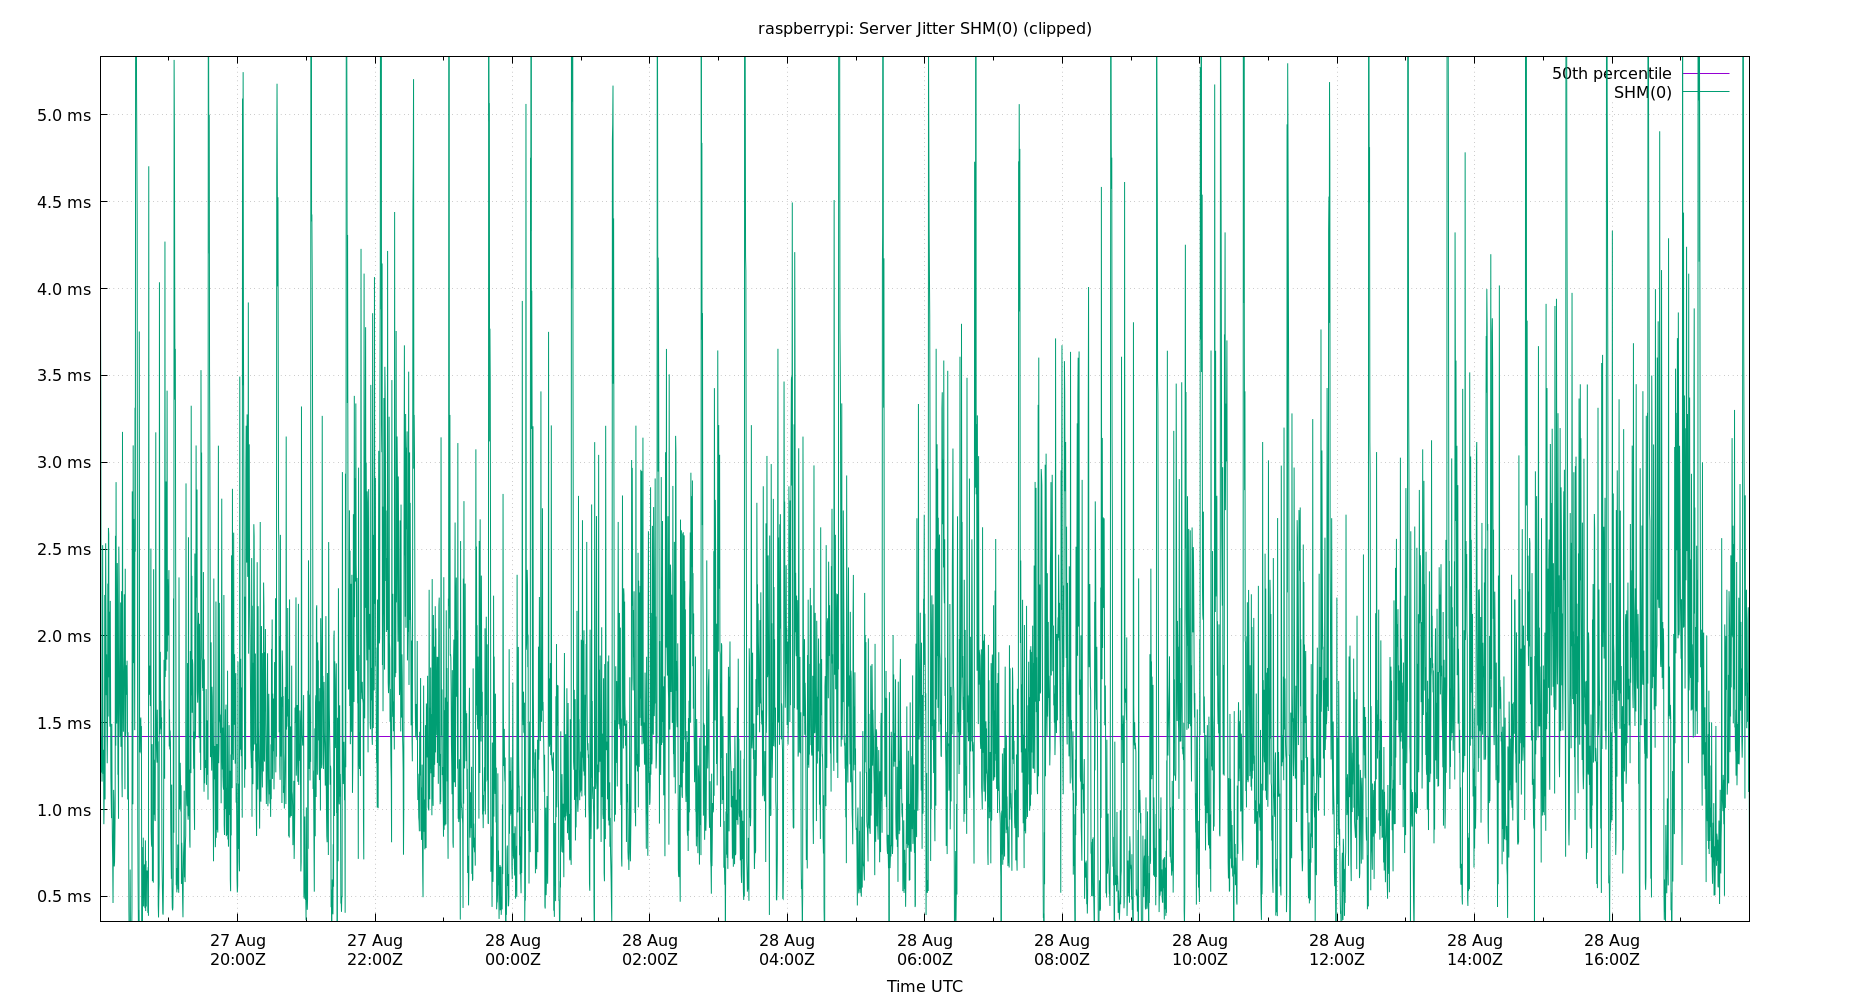 raspberrypi: Server Jitter SHM(0) (clipped)
50th percentile
SHM(0)
5.0 ms
4.5 ms
4.0 ms
3.5 ms
3.0 ms
2.5 ms
2.0 ms
1.5 ms
1.0 ms
0.5 ms
27 Aug 27 Aug 28 Aug 28 Aug 28 Aug 28 Aug 28 Aug 28 Aug 28 Aug 28 Aug 28 Aug
20:00Z 22:00Z 00:00Z 02:00Z 04:00Z 06:00Z 08:00Z 10:00Z 12:00Z 14:00Z 16:00Z
Time UTC